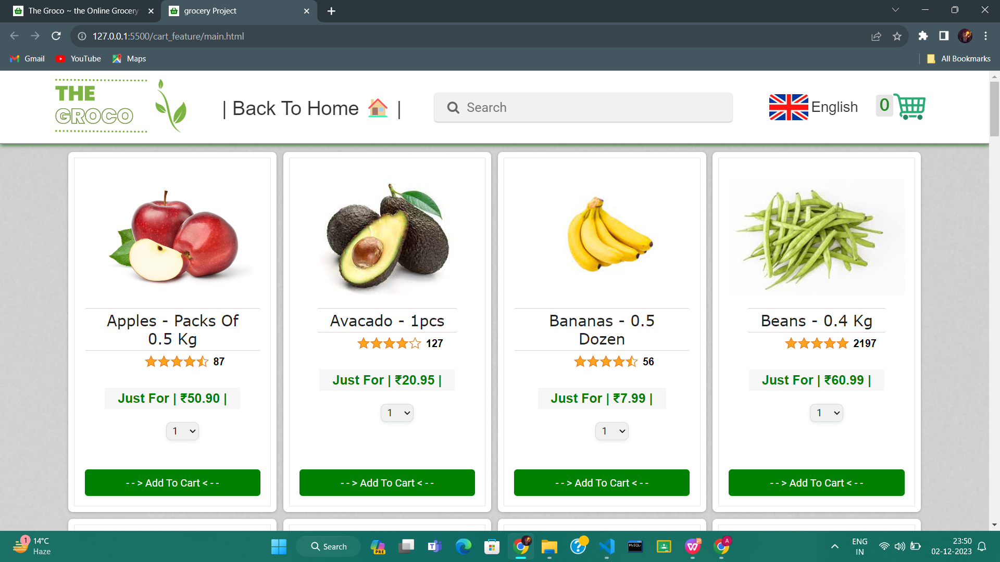 The Groco ~ the Online Grocery
grocery Project
127.0.0.1:5500/cart_feature/main.html
Gmail
YouTube
Maps
All Bookmarks
THE
GROCO
| Back To Home |
Search
English
0
Apples - Packs Of
0.5 Kg
87
Just For | ₹50.90 |
1
- - > Add To Cart < - -
Avacado - 1pcs
127
Just For | ₹20.95 |
1
- - > Add To Cart < - -
Bananas - 0.5
Dozen
56
Just For | ₹7.99 |
1
- - > Add To Cart < - -
Beans - 0.4 Kg
2197
Just For | ₹60.99 |
1
- - > Add To Cart < - -
1
14°C
Haze
Search
PRE
MySQL
A
ENG
IN
23:50
02-12-2023